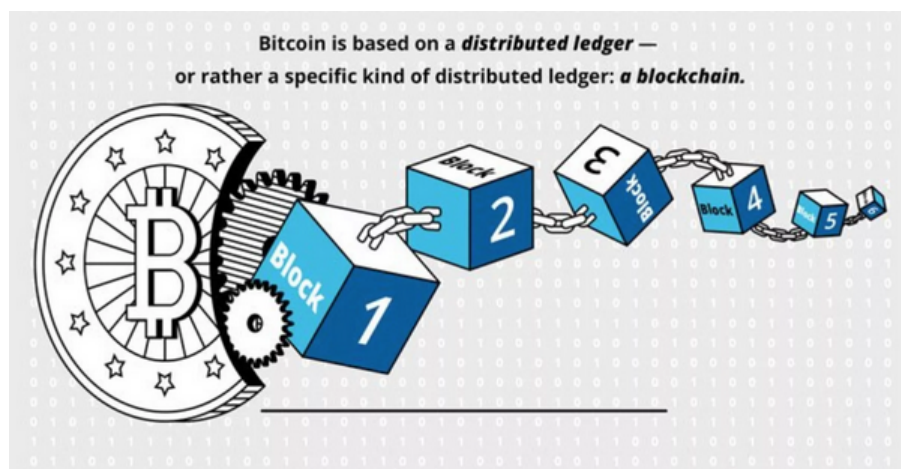 Bitcoin is based on a distributed ledger —
or rather a specific kind of distributed ledger: a blockchain.
Block 1
Block 2
Block 3
Block 4
Block 5
6